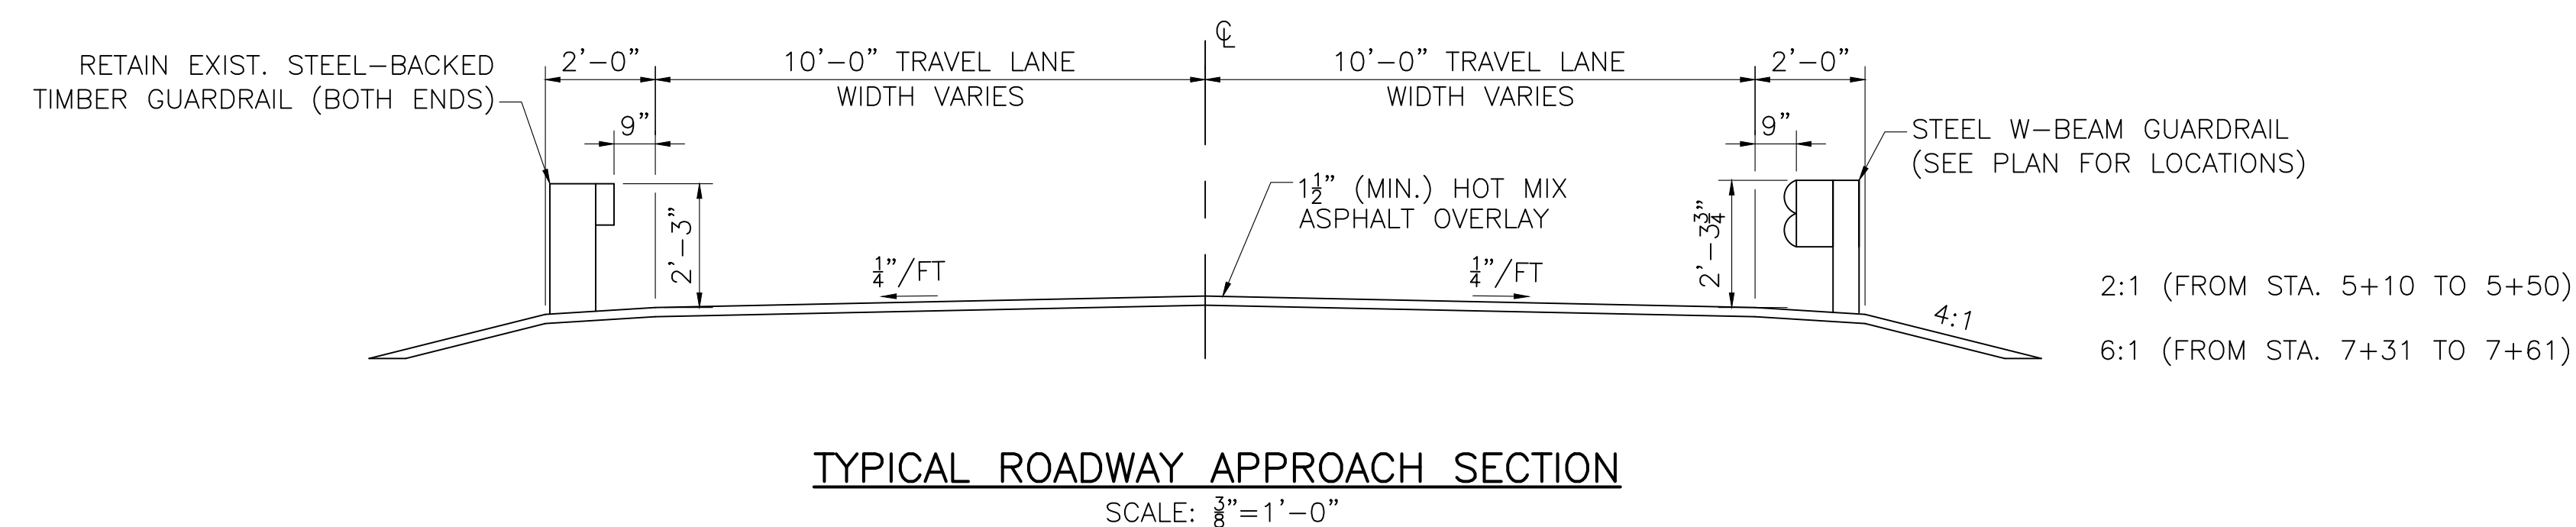 ℄
RETAIN EXIST. STEEL-BACKED
TIMBER GUARDRAIL (BOTH ENDS)
2'-0"
10'-0" TRAVEL LANE
WIDTH VARIES
10'-0" TRAVEL LANE
WIDTH VARIES
2'-0"
9"
9"
STEEL W-BEAM GUARDRAIL
(SEE PLAN FOR LOCATIONS)
1 1/2" (MIN.) HOT MIX
ASPHALT OVERLAY
2'-3"
2'-3 3/4"
1/4"/FT
1/4"/FT
4:1
2:1 (FROM STA. 5+10 TO 5+50)
6:1 (FROM STA. 7+31 TO 7+61)
TYPICAL ROADWAY APPROACH SECTION
SCALE: 3/8"=1'-0"